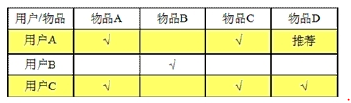 用户/物品 物品A 物品B 物品C 物品D
用户A √ √ 推荐
用户B √
用户C √ √ √